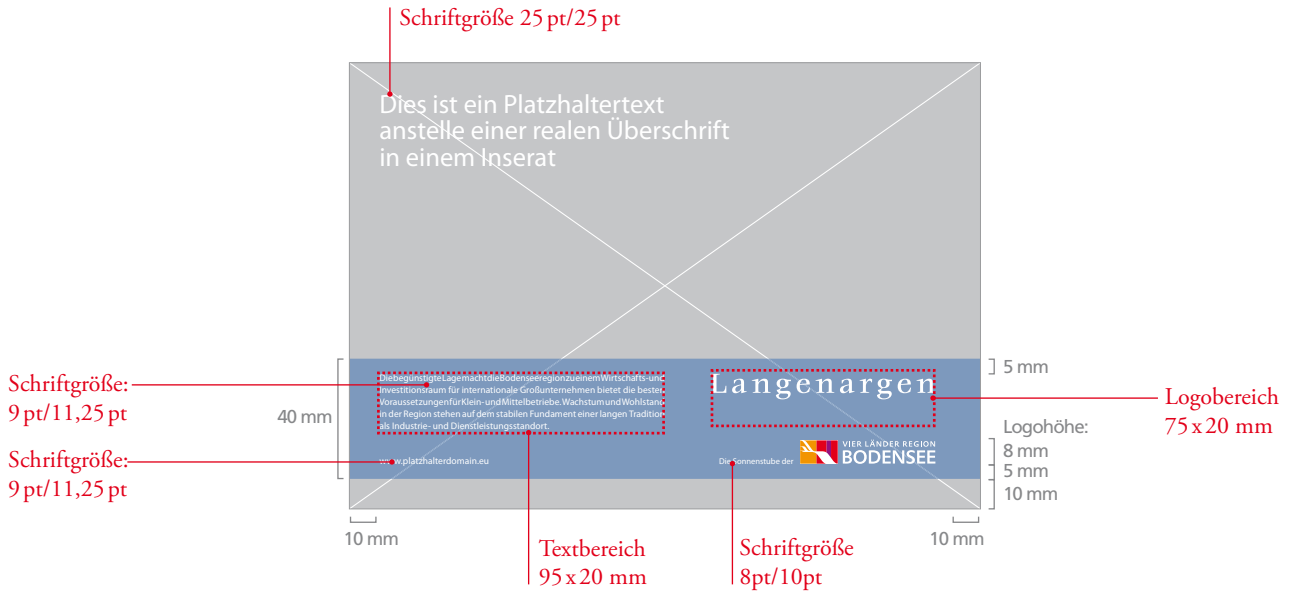 Schriftgröße 25 pt/25 pt
Dies ist ein Platzhaltertext
anstelle einer realen Überschrift
in einem Inserat
Schriftgröße:
9 pt/11,25 pt
Schriftgröße:
9 pt/11,25 pt
40 mm
Die begünstigte Lage macht die Bodenseeregion zu einem Wirtschafts- und
Investitionsraum für internationale Großunternehmen bietet die besten
Voraussetzungen für Klein- und Mittelbetriebe. Wachstum und Wohlstand
in der Region stehen auf dem stabilen Fundament einer langen Tradition
als Industrie- und Dienstleistungsstandort.
www.platzhalterdomain.eu
Langenargen
Die Sonnenstube der
VIER LÄNDER REGION
BODENSEE
5 mm
Logobereich
75 x 20 mm
Logohöhe:
8 mm
5 mm
10 mm
10 mm
10 mm
Textbereich
95 x 20 mm
Schriftgröße
8pt/10pt